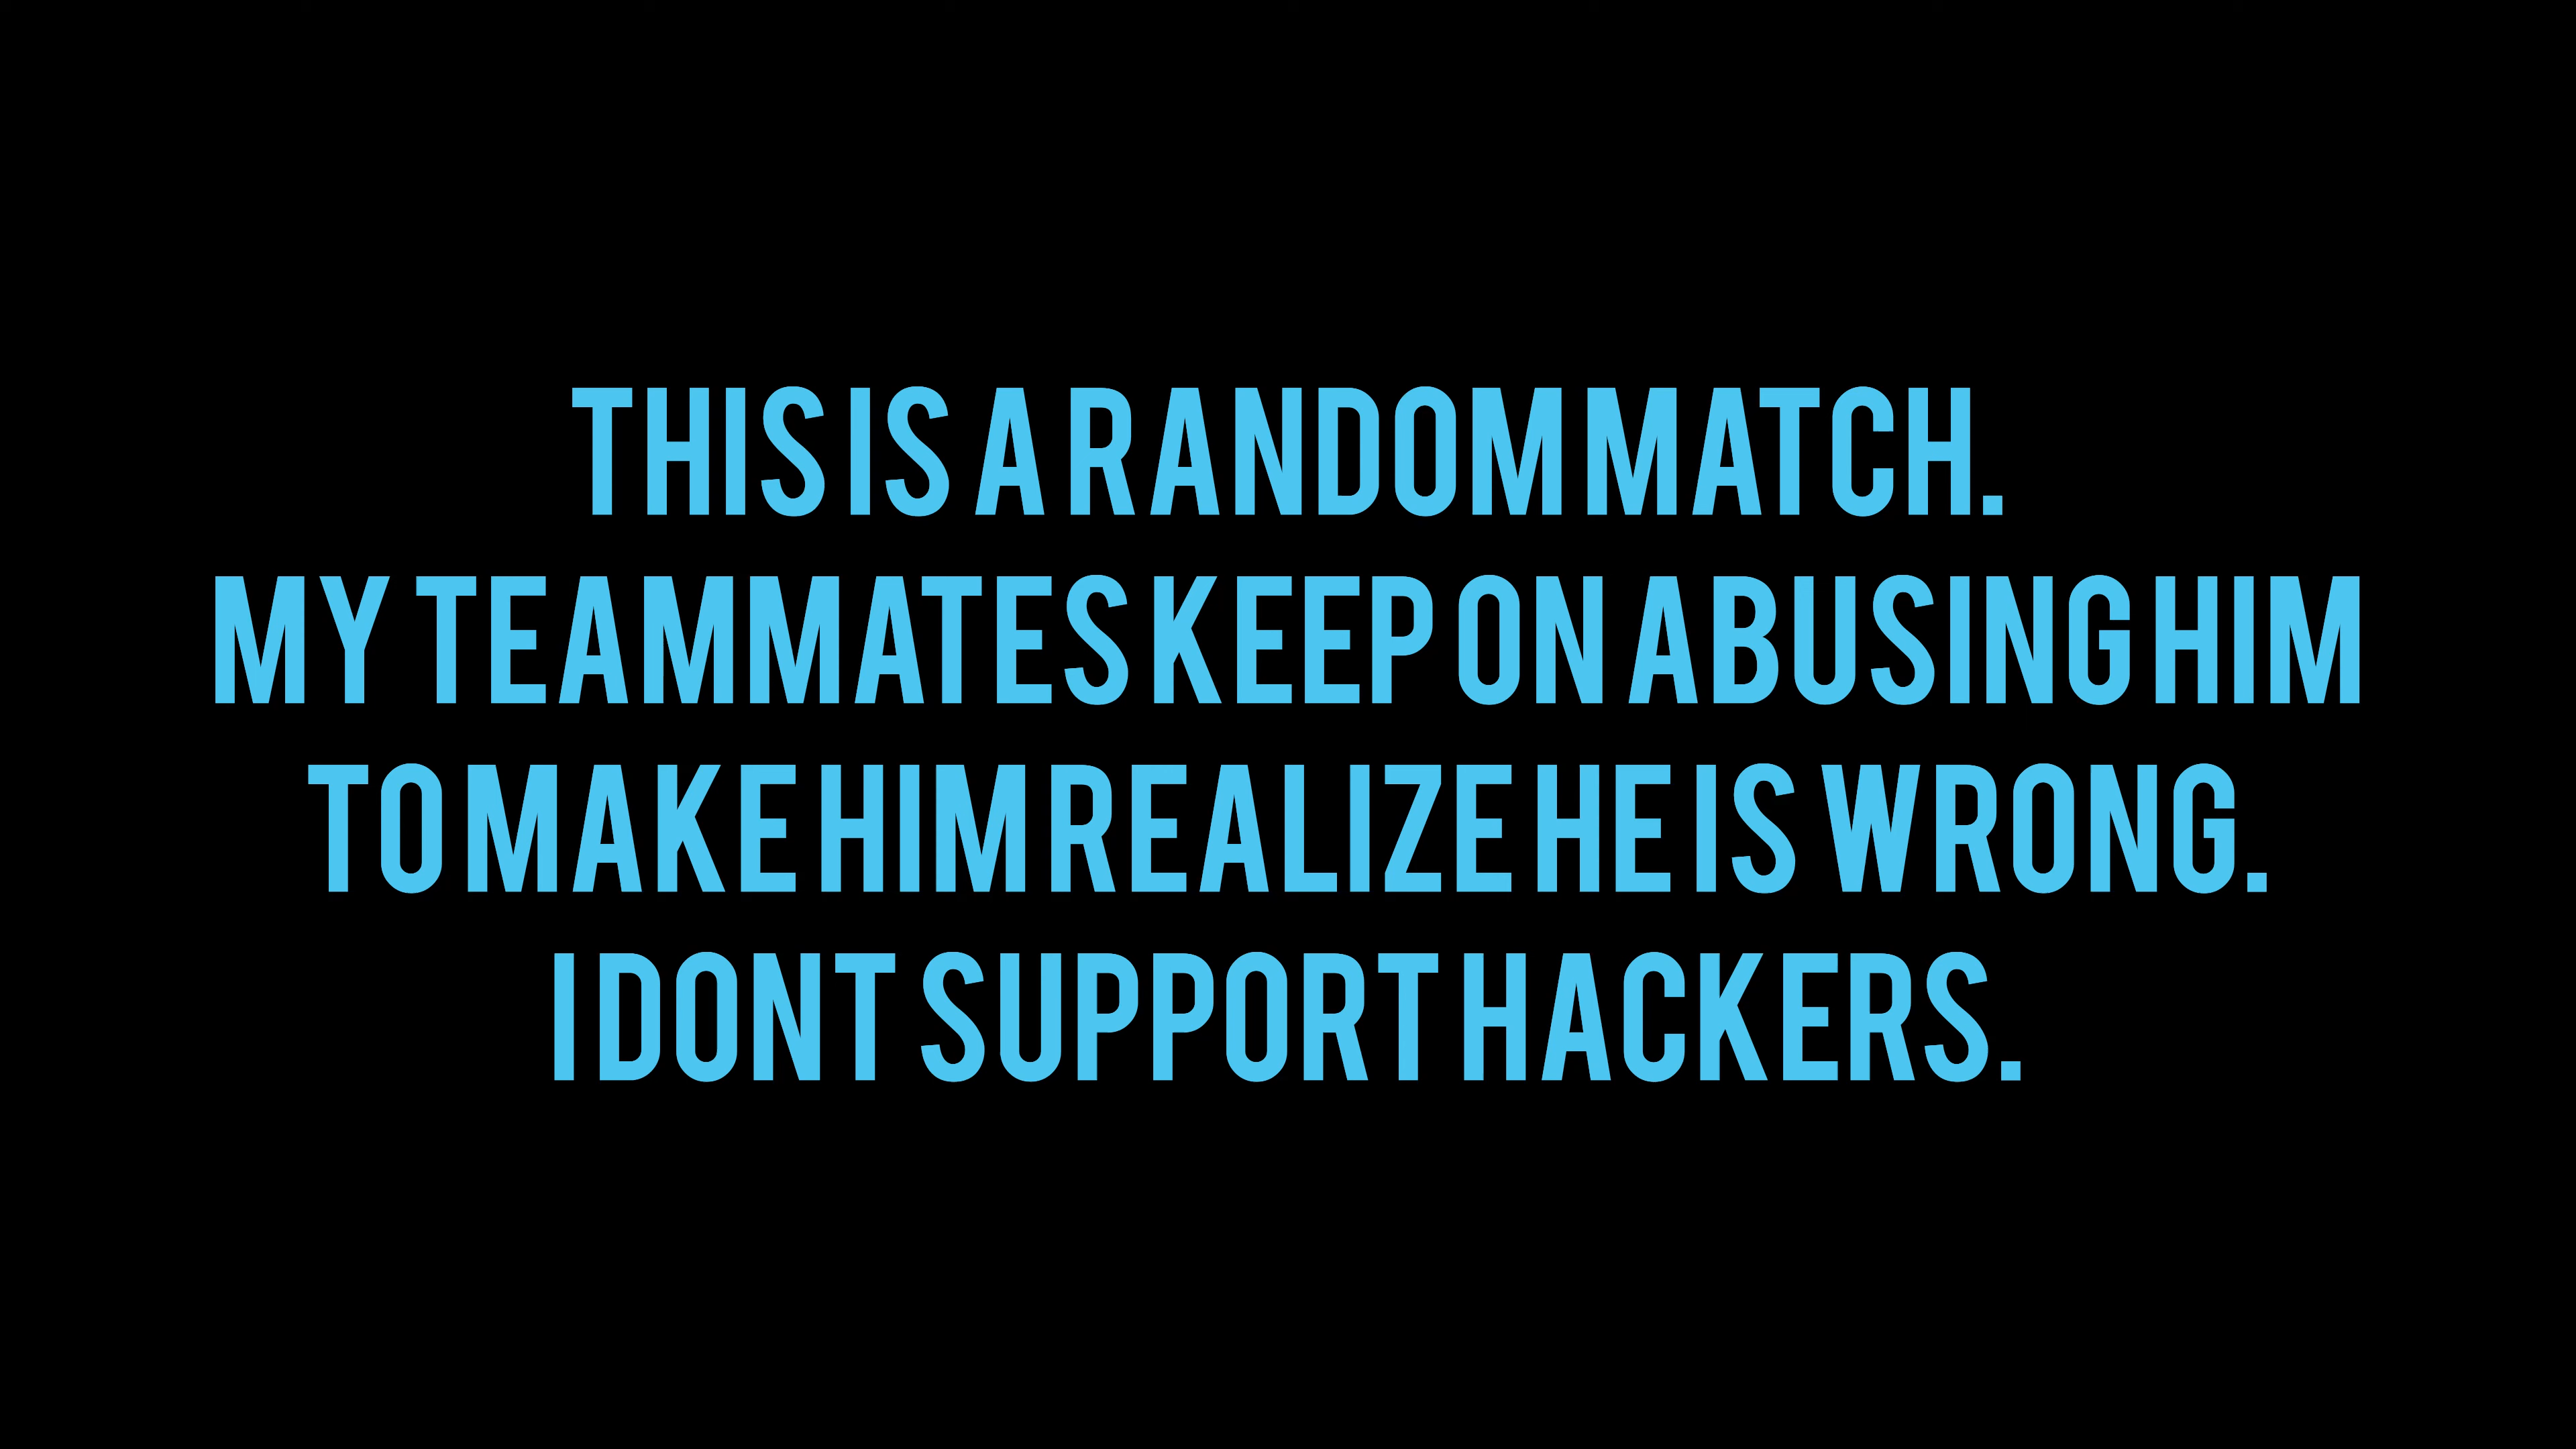 THIS IS A RANDOM MATCH.
MY TEAMMATES KEEP ON ABUSING HIM
TO MAKE HIM REALIZE HE IS WRONG.
I DONT SUPPORT HACKERS.